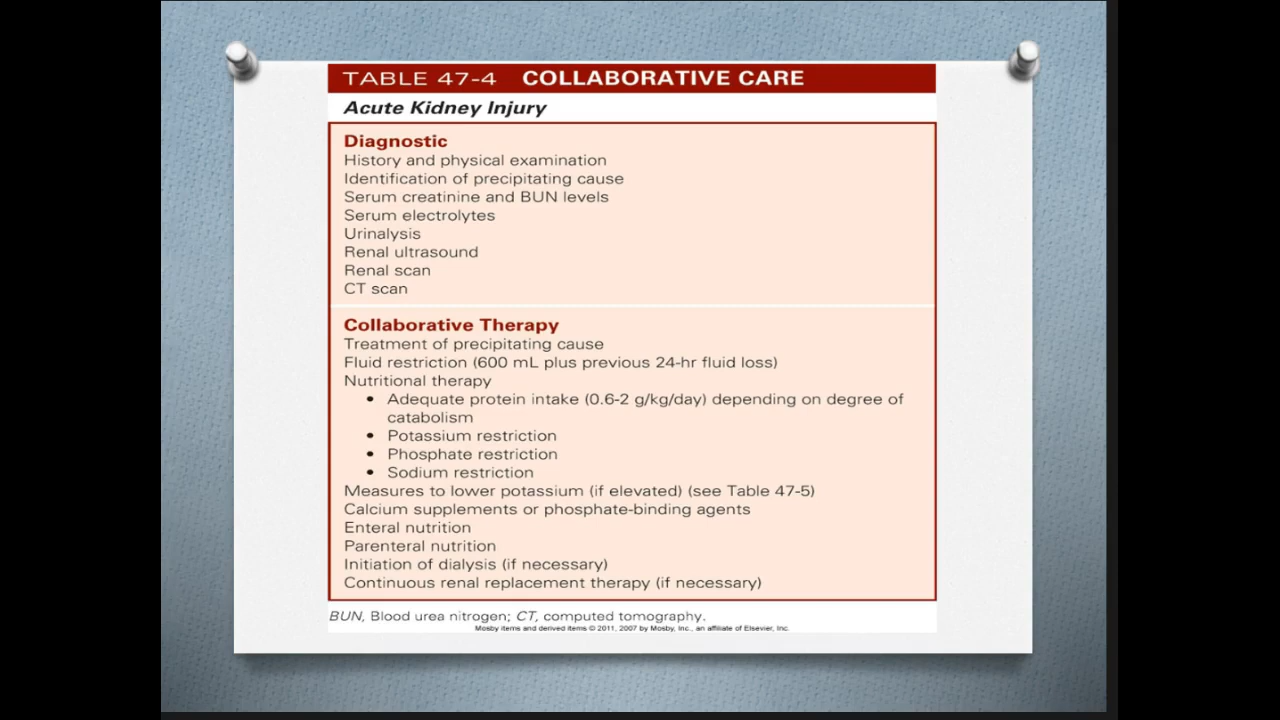 TABLE 47-4 COLLABORATIVE CARE
Acute Kidney Injury
Diagnostic
History and physical examination
Identification of precipitating cause
Serum creatinine and BUN levels
Serum electrolytes
Urinalysis
Renal ultrasound
Renal scan
CT scan
Collaborative Therapy
Treatment of precipitating cause
Fluid restriction (600 mL plus previous 24-hr fluid loss)
Nutritional therapy
• Adequate protein intake (0.6-2 g/kg/day) depending on degree of
catabolism
• Potassium restriction
• Phosphate restriction
• Sodium restriction
Measures to lower potassium (if elevated) (see Table 47-5)
Calcium supplements or phosphate-binding agents
Enteral nutrition
Parenteral nutrition
Initiation of dialysis (if necessary)
Continuous renal replacement therapy (if necessary)
BUN, Blood urea nitrogen; CT, computed tomography.
Mosby items and derived items © 2011, 2007 by Mosby, Inc., an affiliate of Elsevier, Inc.